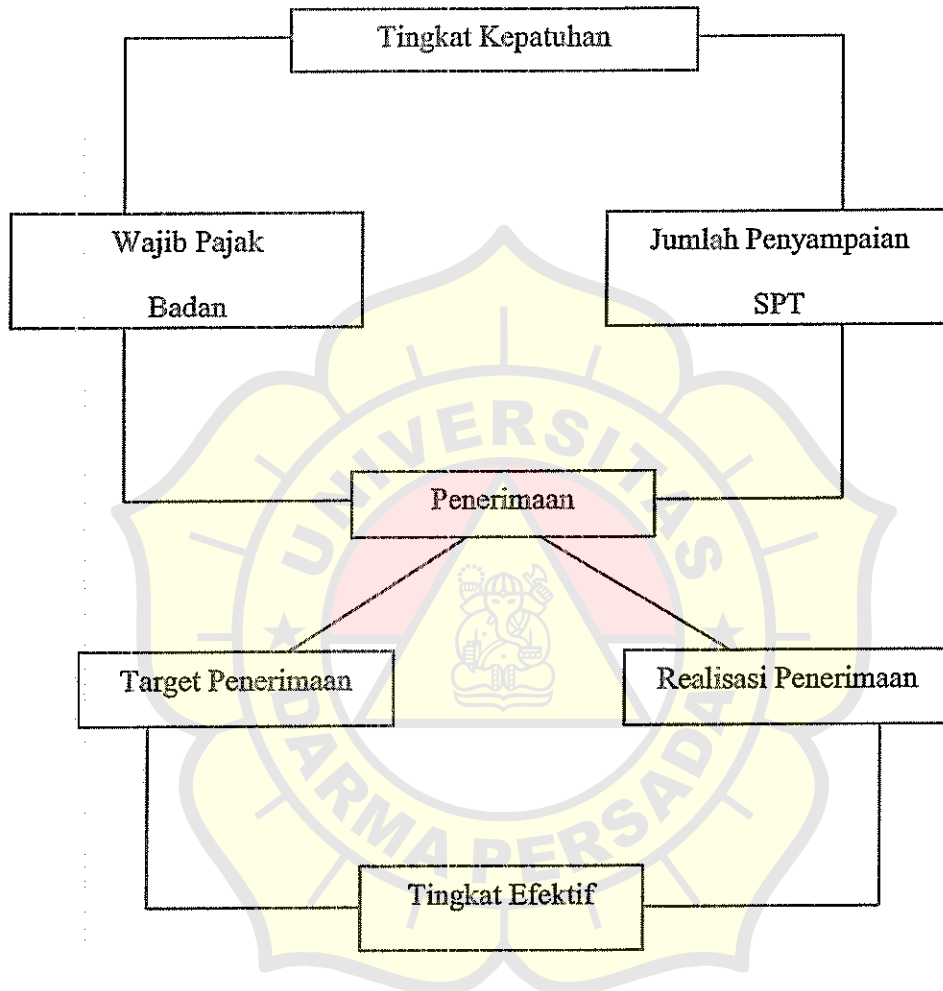 Tingkat Kepatuhan
Wajib Pajak
Badan
Jumlah Penyampaian
SPT
UNIVERSITAS
Penerimaan
Target Penerimaan
Realisasi Penerimaan
DARMA PERSADA
Tingkat Efektif